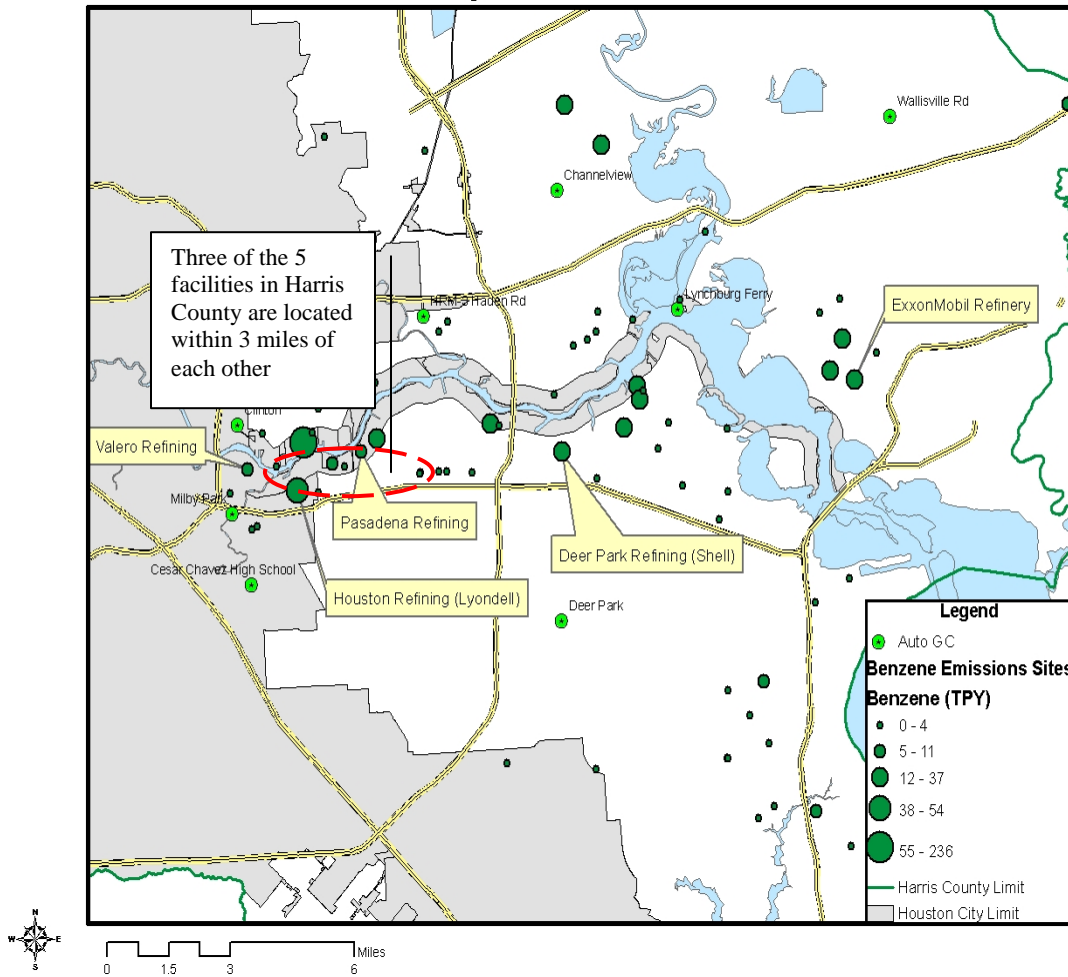 Wallisville Rd
Channelview
Three of the 5
facilities in Harris
County are located
within 3 miles of
each other
Lynchburg Ferry
ExxonMobil Refinery
HRM-3 Haden Rd
Clinton
Valero Refining
Milby Park
Pasadena Refining
Deer Park Refining (Shell)
Cesar Chavez High School
Houston Refining (Lyondell)
Deer Park
Legend
Auto GC
Benzene Emissions Sites
Benzene (TPY)
0 - 4
5 - 11
12 - 37
38 - 54
55 - 236
Harris County Limit
Houston City Limit
N
W E
S
Miles
0 1.5 3 6